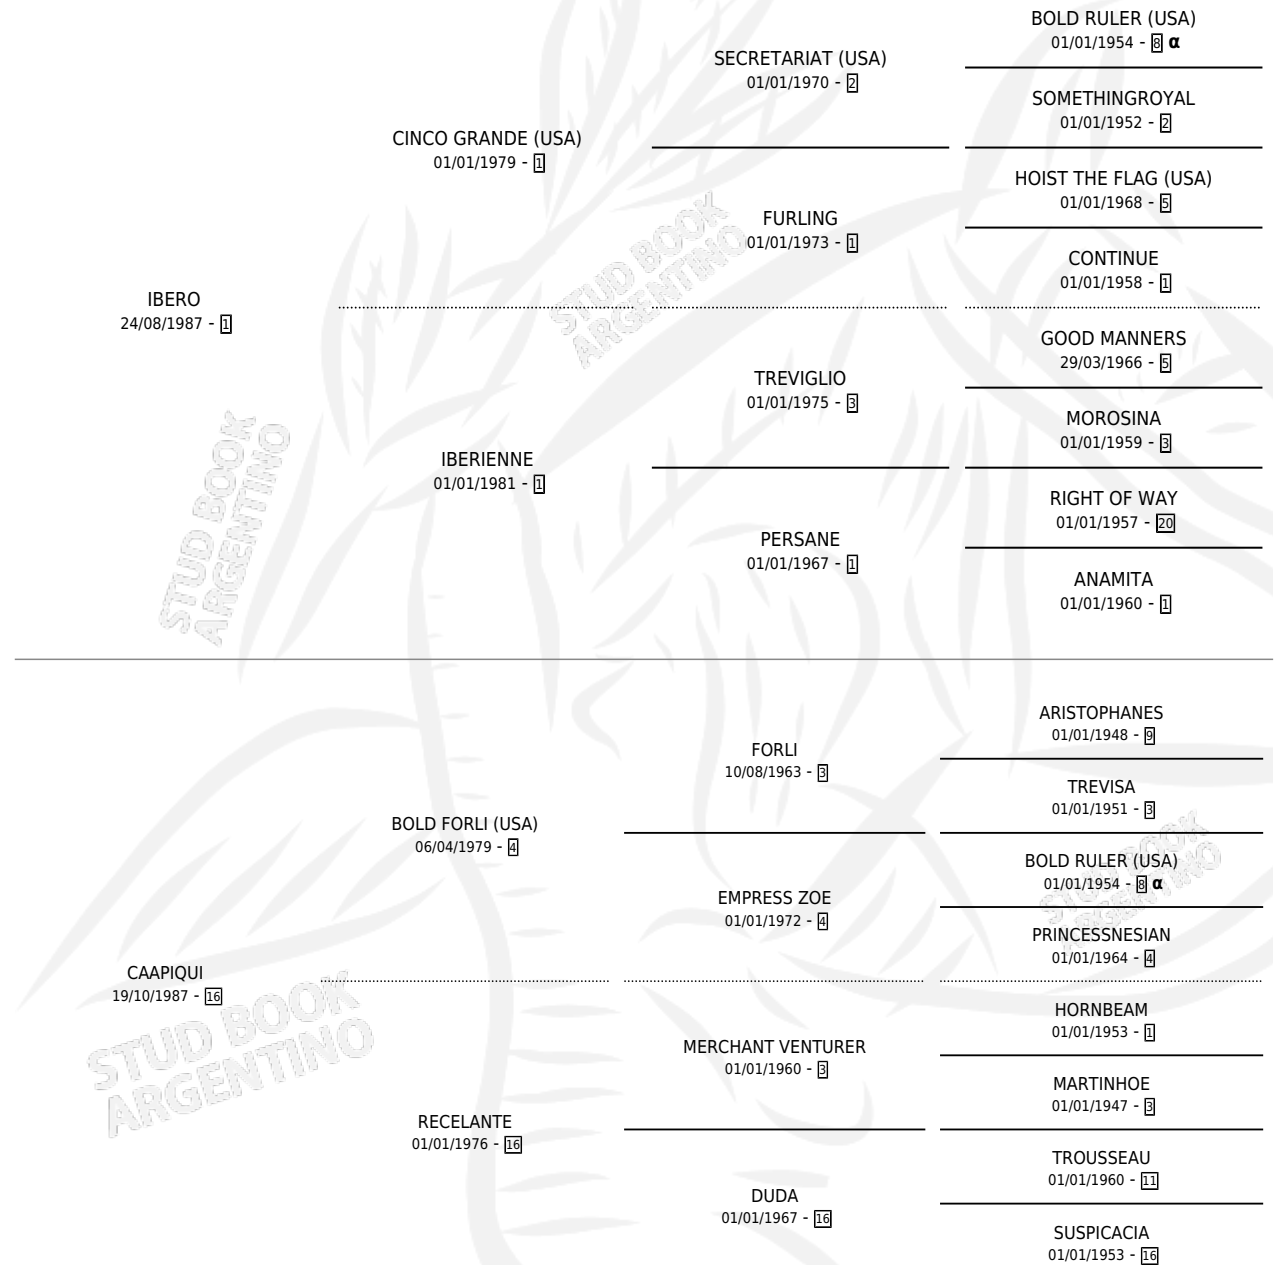 BOLD RULER (USA)
01/01/1954 - 8 α
SECRETARIAT (USA)
01/01/1970 - 2
SOMETHINGROYAL
01/01/1952 - 2
CINCO GRANDE (USA)
01/01/1979 - 1
HOIST THE FLAG (USA)
01/01/1968 - 5
FURLING
01/01/1973 - 1
CONTINUE
01/01/1958 - 1
IBERO
24/08/1987 - 1
STUD BOOK
ARGENTINO
GOOD MANNERS
29/03/1966 - 5
TREVIGLIO
01/01/1975 - 3
MOROSINA
01/01/1959 - 3
IBERIENNE
01/01/1981 - 1
RIGHT OF WAY
01/01/1957 - 20
PERSANE
01/01/1967 - 1
ANAMITA
01/01/1960 - 1
STUD BOOK
ARGENTINO
ARISTOPHANES
01/01/1948 - 9
FORLI
10/08/1963 - 3
TREVISA
01/01/1951 - 3
BOLD FORLI (USA)
06/04/1979 - 4
BOLD RULER (USA)
01/01/1954 - 8 α
STUD BOOK
ARGENTINO
EMPRESS ZOE
01/01/1972 - 4
PRINCESSNESIAN
01/01/1964 - 4
CAAPIQUI
19/10/1987 - 16
STUD BOOK
ARGENTINO
HORNBEAM
01/01/1953 - 1
MERCHANT VENTURER
01/01/1960 - 3
MARTINHOE
01/01/1947 - 3
RECELANTE
01/01/1976 - 16
TROUSSEAU
01/01/1960 - 11
DUDA
01/01/1967 - 16
SUSPICACIA
01/01/1953 - 16